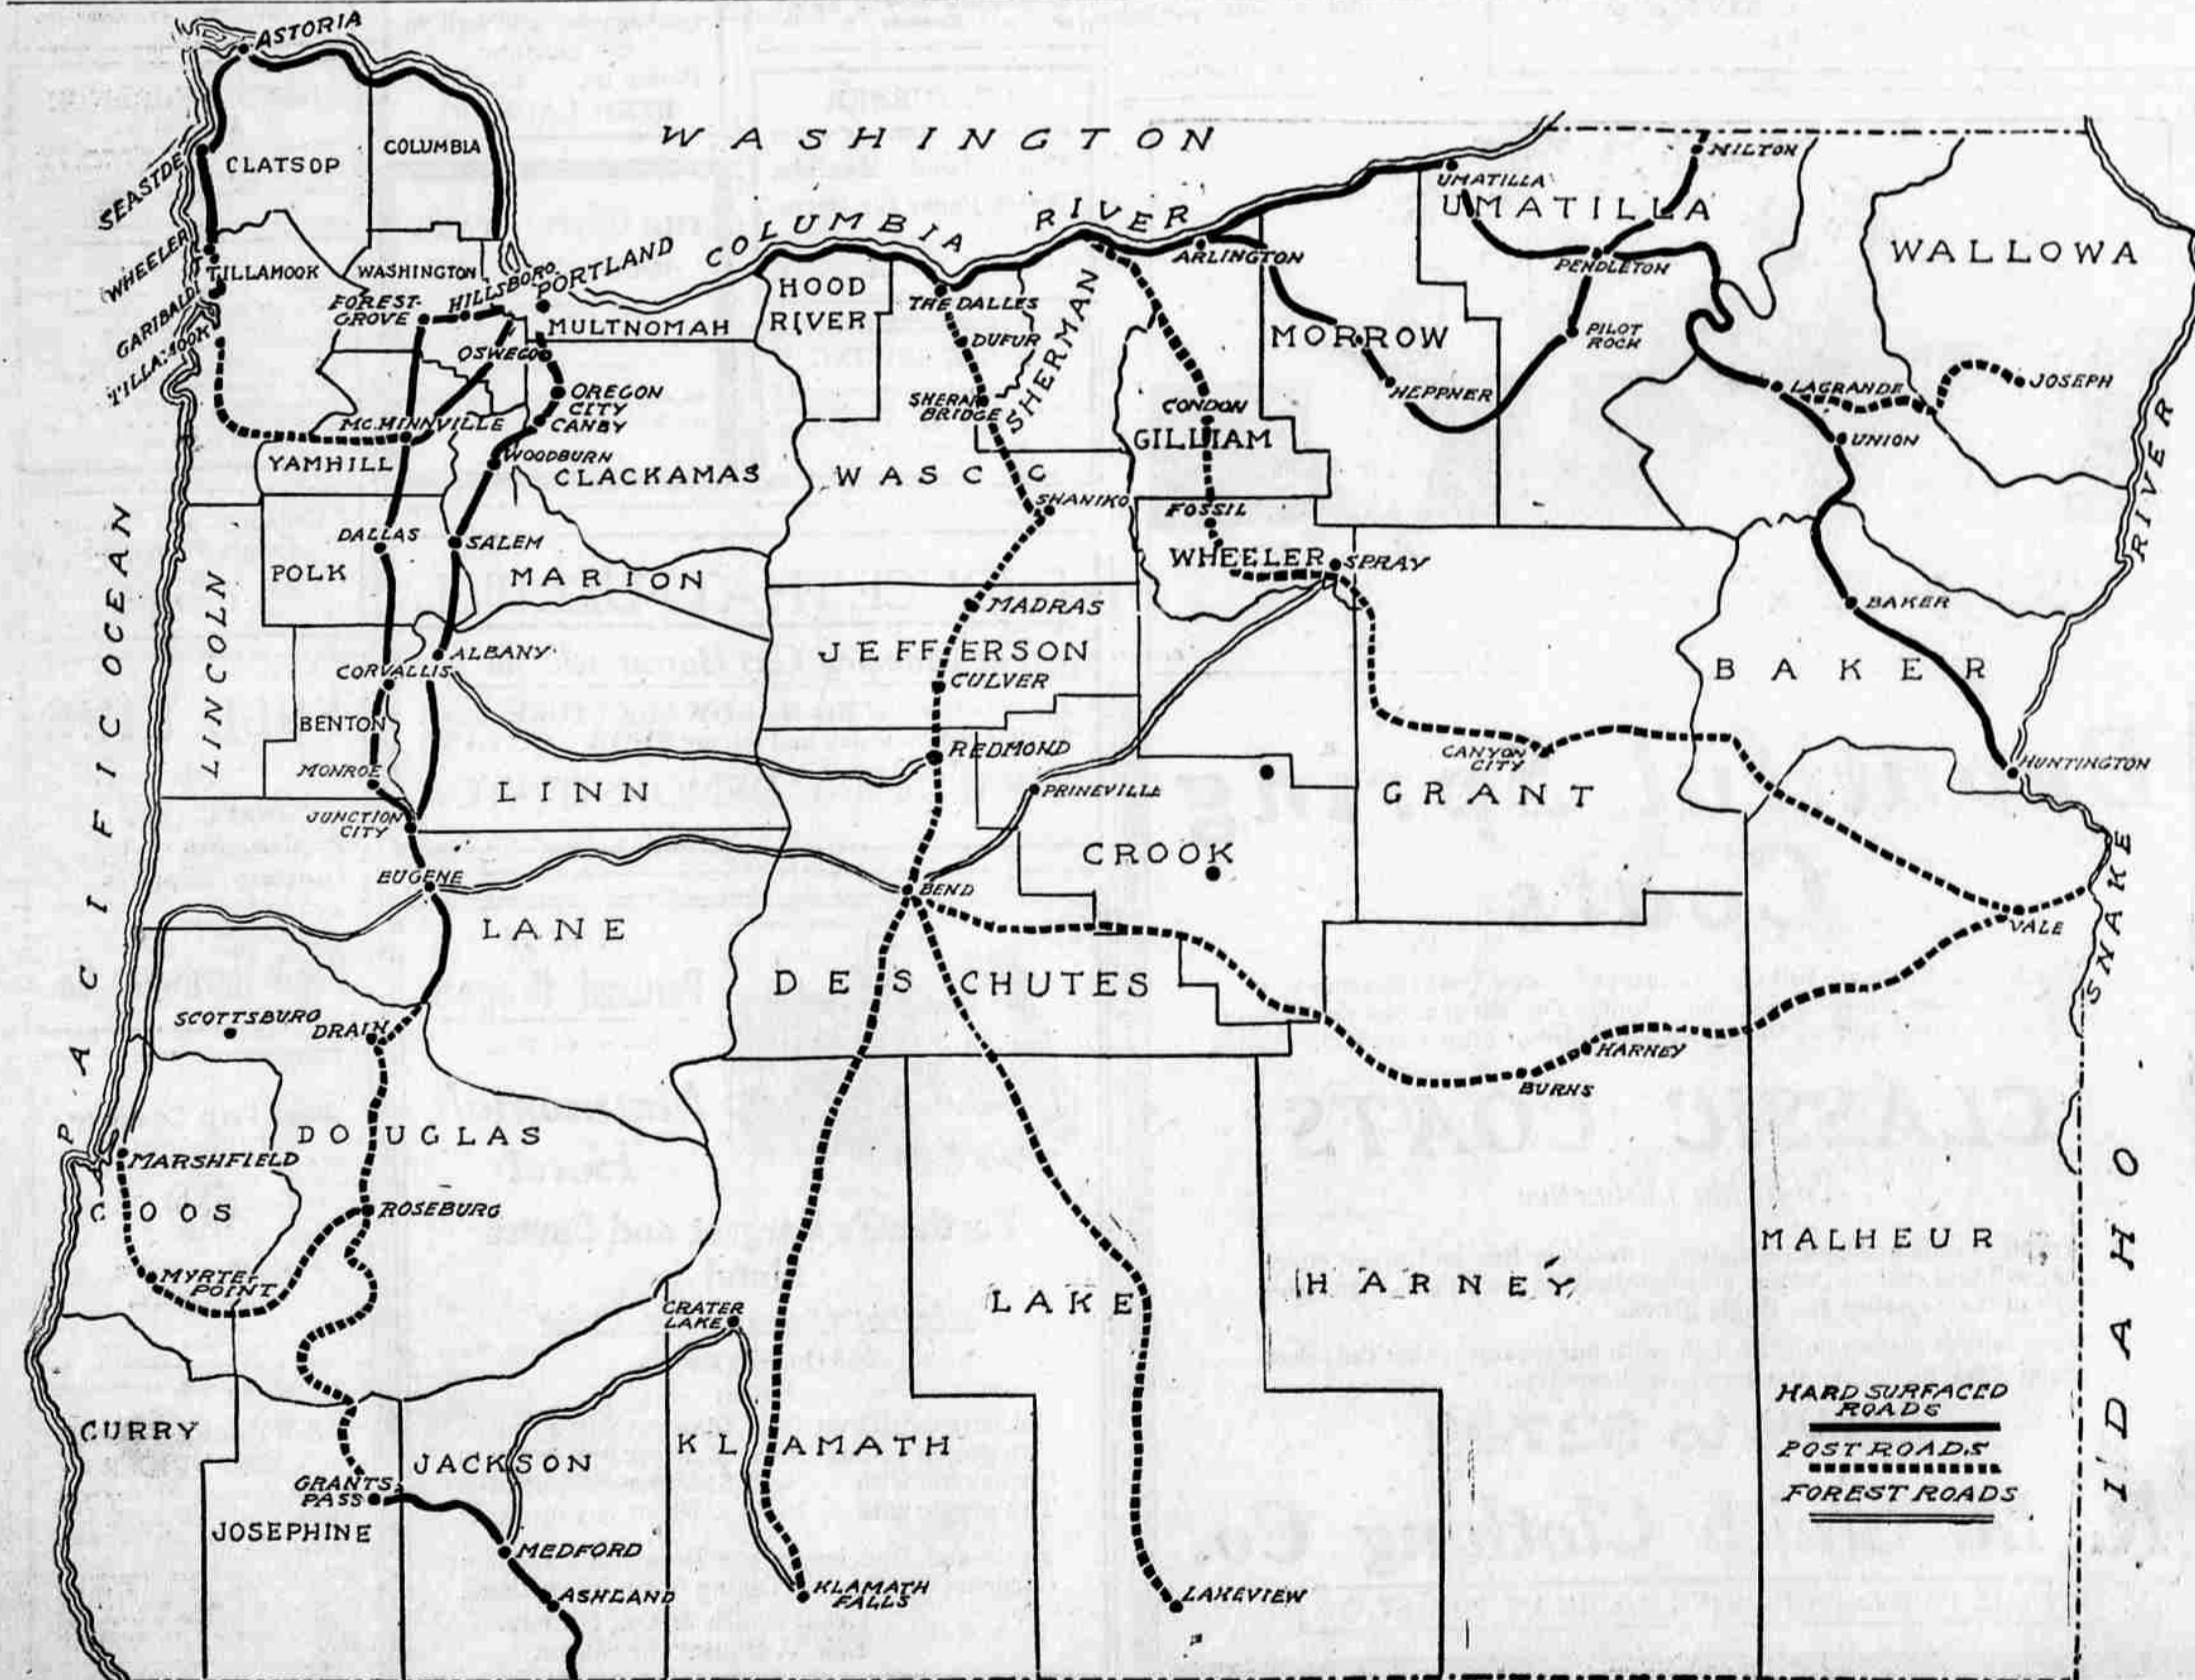 ASTORIA
WASHINGTON
COLUMBIA
CLATSOP
SEASIDE
MILTON
UMATILLA
UMATILLA
WALLOWA
COLUMBIA RIVER
ARLINGTON
PENDLETON
WHEELER
TILLAMOOK
WASHINGTON
HILLSBORO
PORTLAND
GARIBALDI
FOREST
GROVE
MULTNOMAH
HOOD
RIVER
THE DALLES
SHERMAN
TILLAMOOK
OSWEGO
DUFUR
MORROW
PILOT
ROCK
OREGON
CITY
CANBY
SHERAR
BRIDGE
CONDON
GILLIAM
HEPPNER
LAGRANDE
JOSEPH
MC.MINNVILLE
YAMHILL
WOODBURN
CLACKAMAS
WASCC
UNION
SHANIKO
FOSSIL
RIVER
DALLAS
SALEM
POLK
MARION
WHEELER
SPRAY
MADRAS
BAKER
LINCOLN
ALBANY
CORVALLIS
JEFFERSON
CULVER
BAKER
PACIFIC OCEAN
BENTON
MONROE
REDMOND
CANYON
CITY
HUNTINGTON
LINN
PRINEVILLE
GRANT
JUNCTION
CITY
CROOK
EUGENE
BEND
SNAKE
LANE
VALE
DESCHUTES
SCOTTSBURG
DRAIN
HARNEY
BURNS
DOUGLAS
MARSHFIELD
COOS
ROSEBURG
MALHEUR
MYRTE
POINT
LAKE
HARNEY
CRATER
LAKE
IDAHO
CURRY
JACKSON
KLAMATH
GRANTS
PASS
JOSEPHINE
MEDFORD
ASHLAND
KLAMATH
FALLS
LAKEVIEW
HARD SURFACED
ROADS
POST ROADS
FOREST ROADS